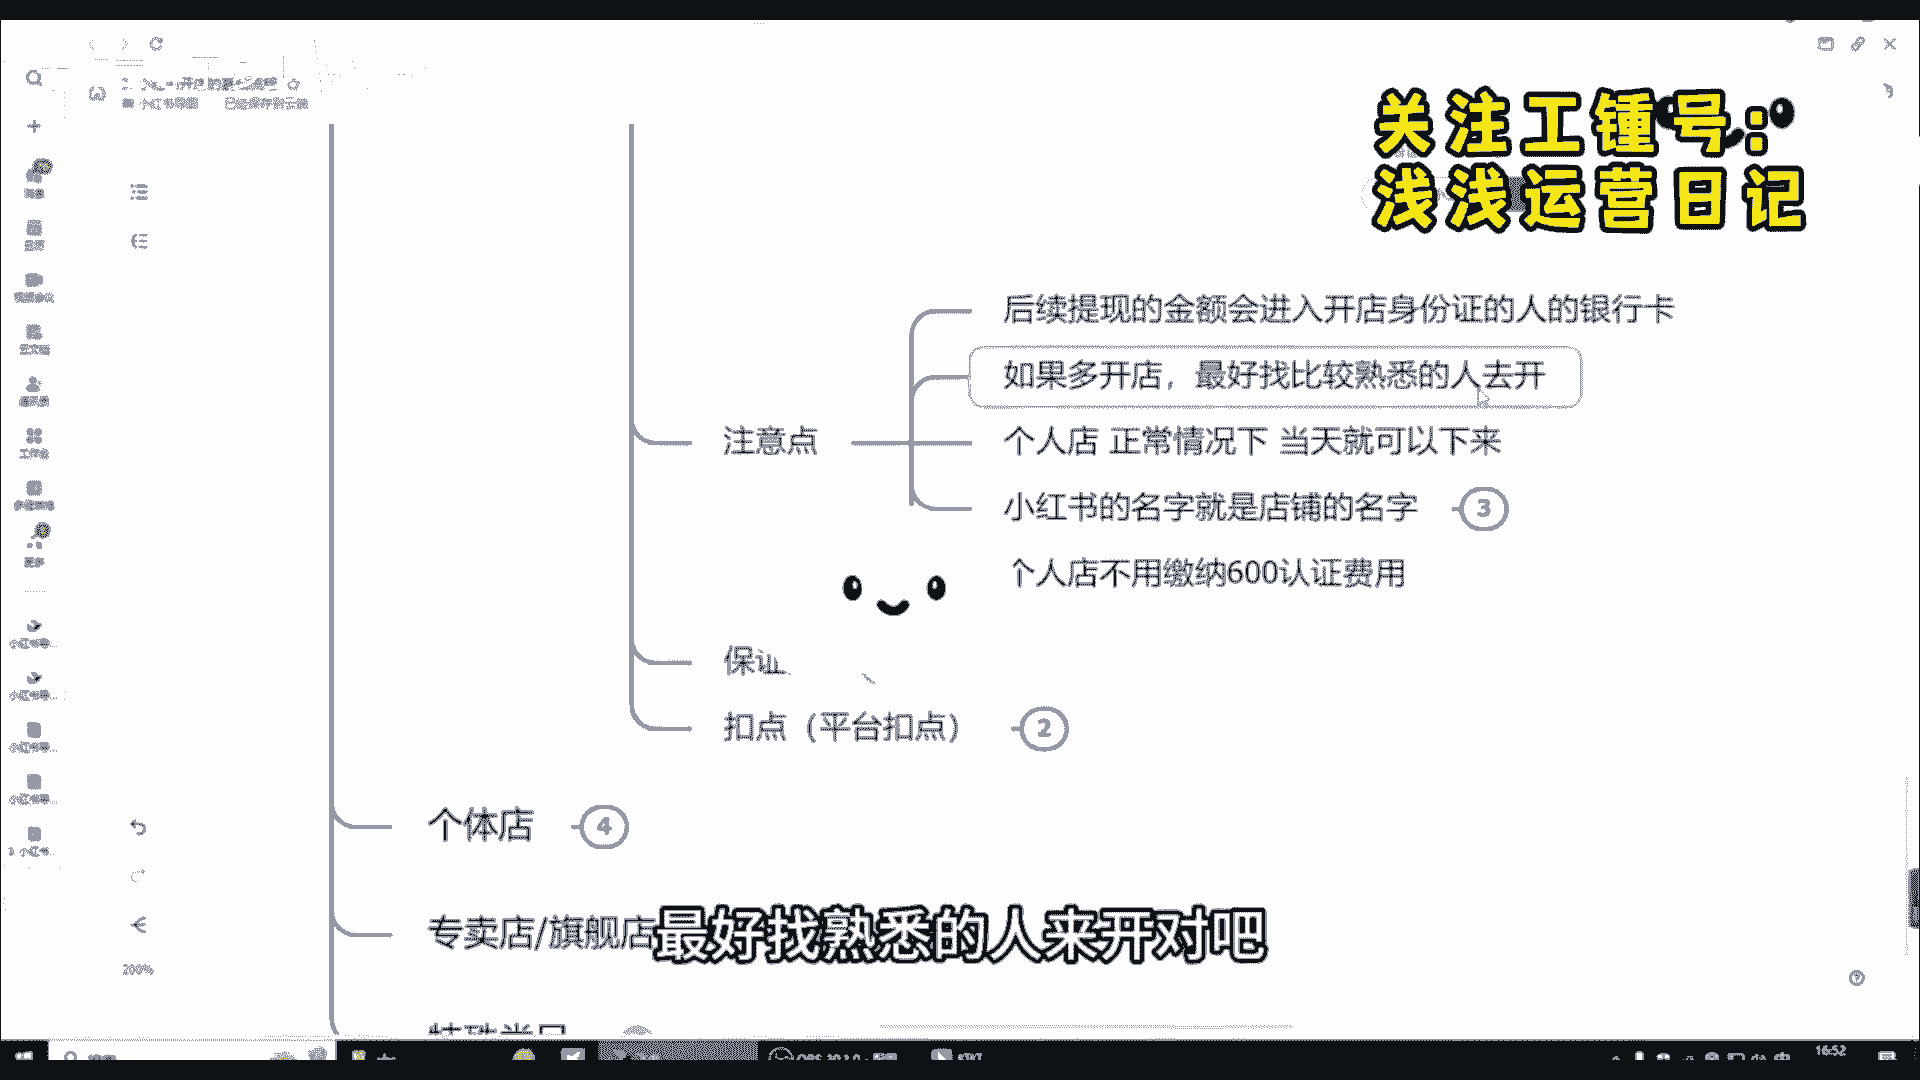 关注工锺号：
浅浅运营日记
后续提现的金额会进入开店身份证的人的银行卡
如果多开店，最好找比较熟悉的人去开
注意点
个人店 正常情况下 当天就可以下来
小红书的名字就是店铺的名字
3
个人店不用缴纳600认证费用
保证
扣点（平台扣点）
2
个体店
4
专卖店/旗舰店
最好找熟悉的人来开对吧
200%
16:52